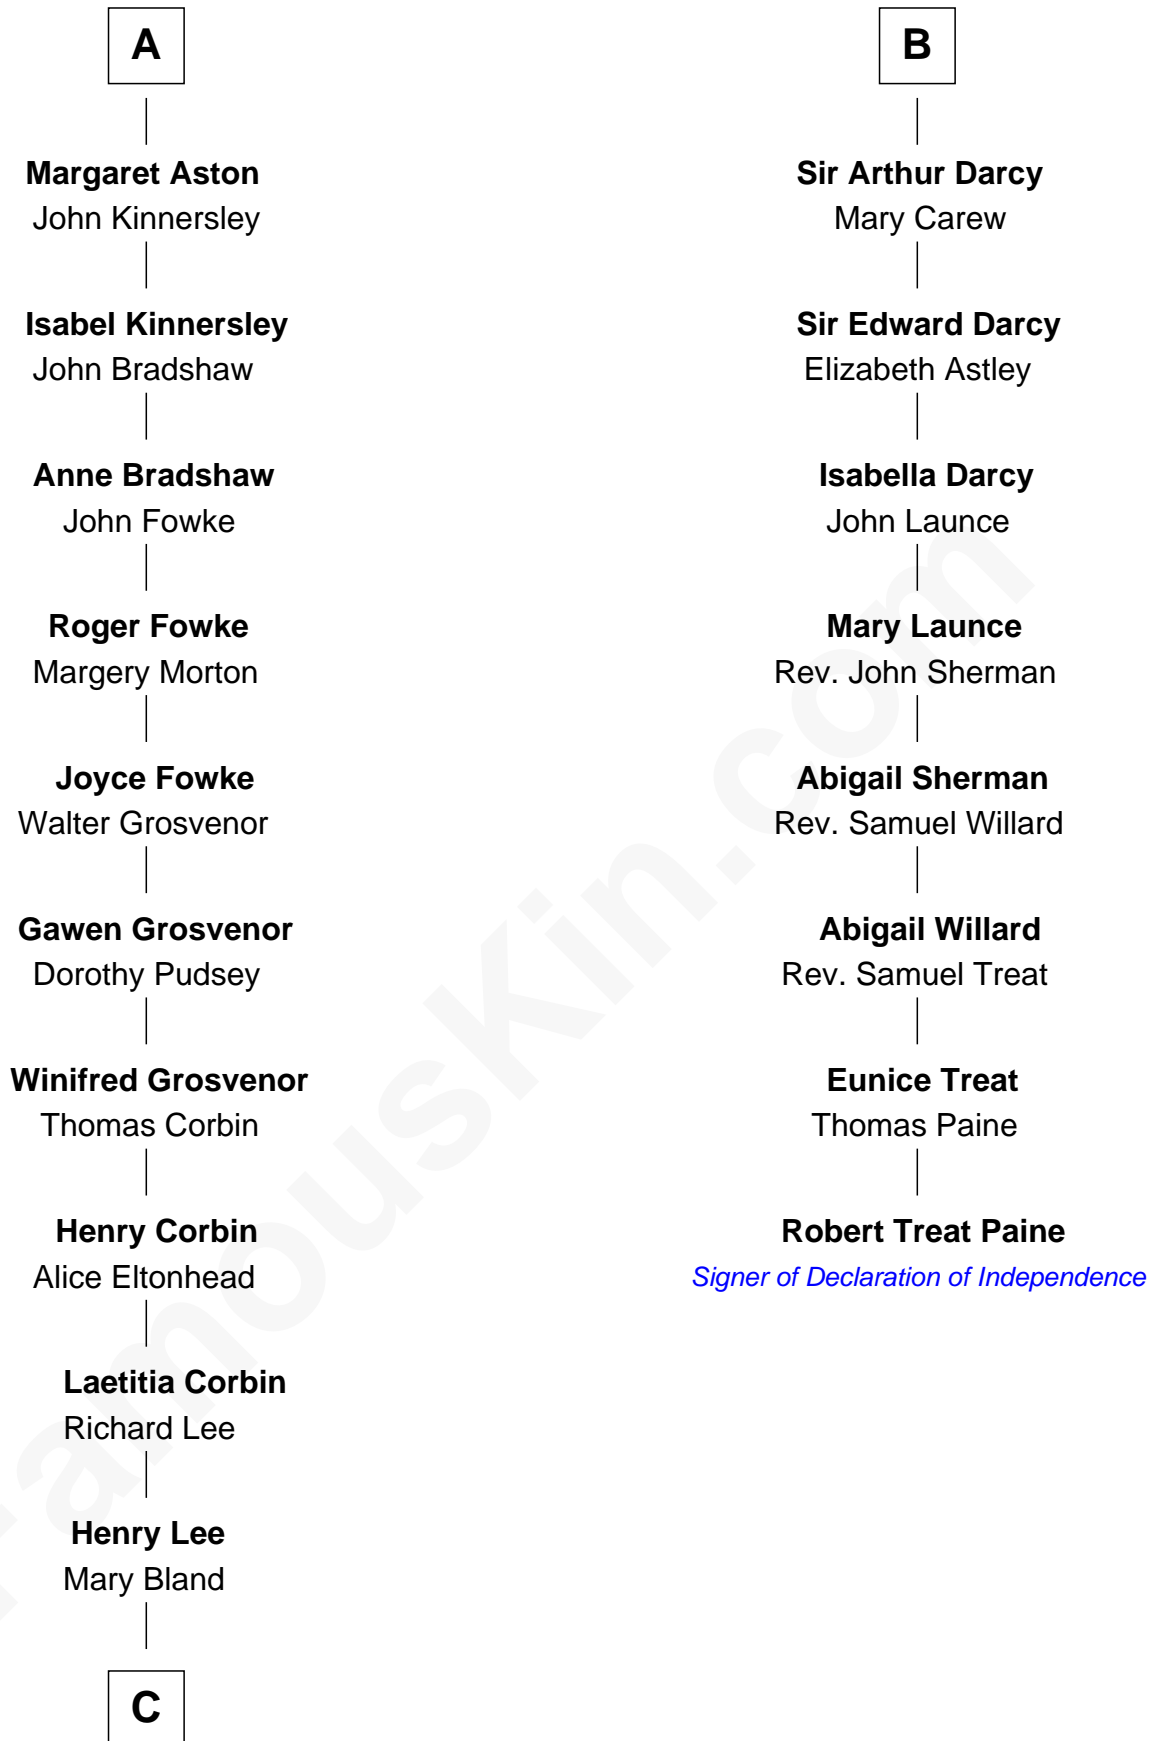 A
Margaret Aston
John Kinnersley
Isabel Kinnersley
John Bradshaw
Anne Bradshaw
John Fowke
Roger Fowke
Margery Morton
Joyce Fowke
Walter Grosvenor
Gawen Grosvenor
Dorothy Pudsey
Winifred Grosvenor
Thomas Corbin
Henry Corbin
Alice Eltonhead
Laetitia Corbin
Richard Lee
Henry Lee
Mary Bland
C
B
Sir Arthur Darcy
Mary Carew
Sir Edward Darcy
Elizabeth Astley
Isabella Darcy
John Launce
Mary Launce
Rev. John Sherman
Abigail Sherman
Rev. Samuel Willard
Abigail Willard
Rev. Samuel Treat
Eunice Treat
Thomas Paine
Robert Treat Paine
Signer of Declaration of Independence
FamousKin.com